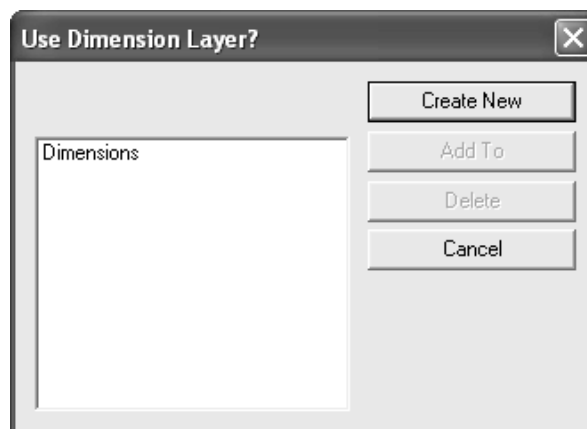 Use Dimension Layer?
Create New
Dimensions
Add To
Delete
Cancel